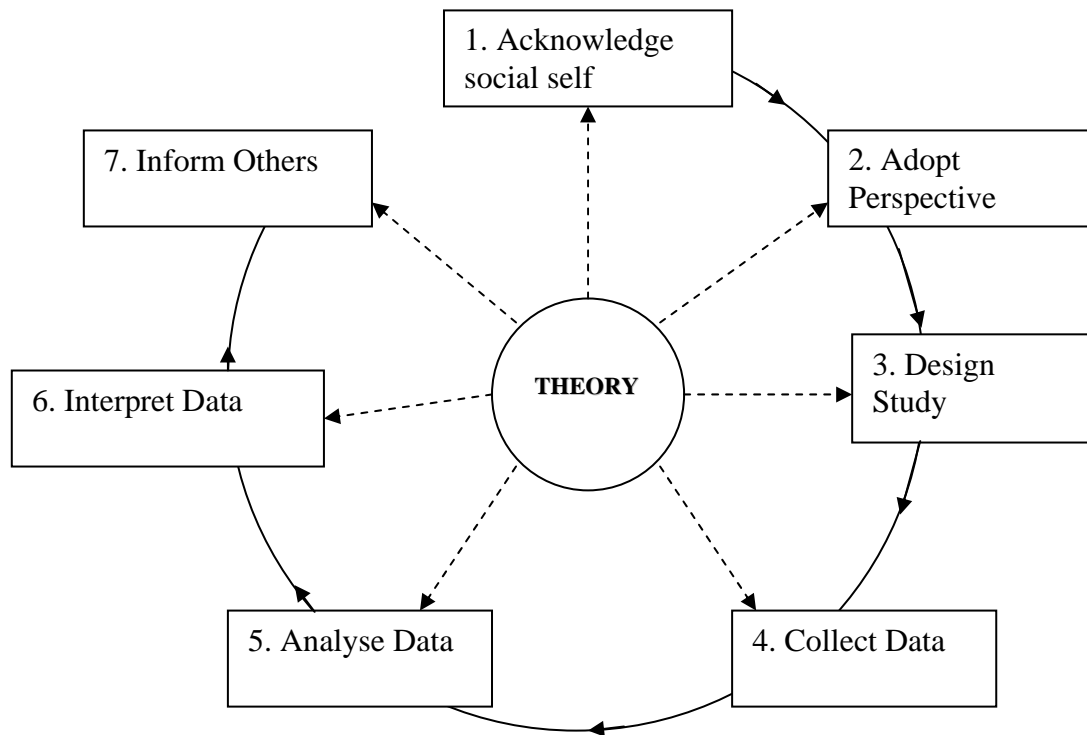 1. Acknowledge
social self
2. Adopt
Perspective
3. Design
Study
4. Collect Data
5. Analyse Data
6. Interpret Data
7. Inform Others
THEORY